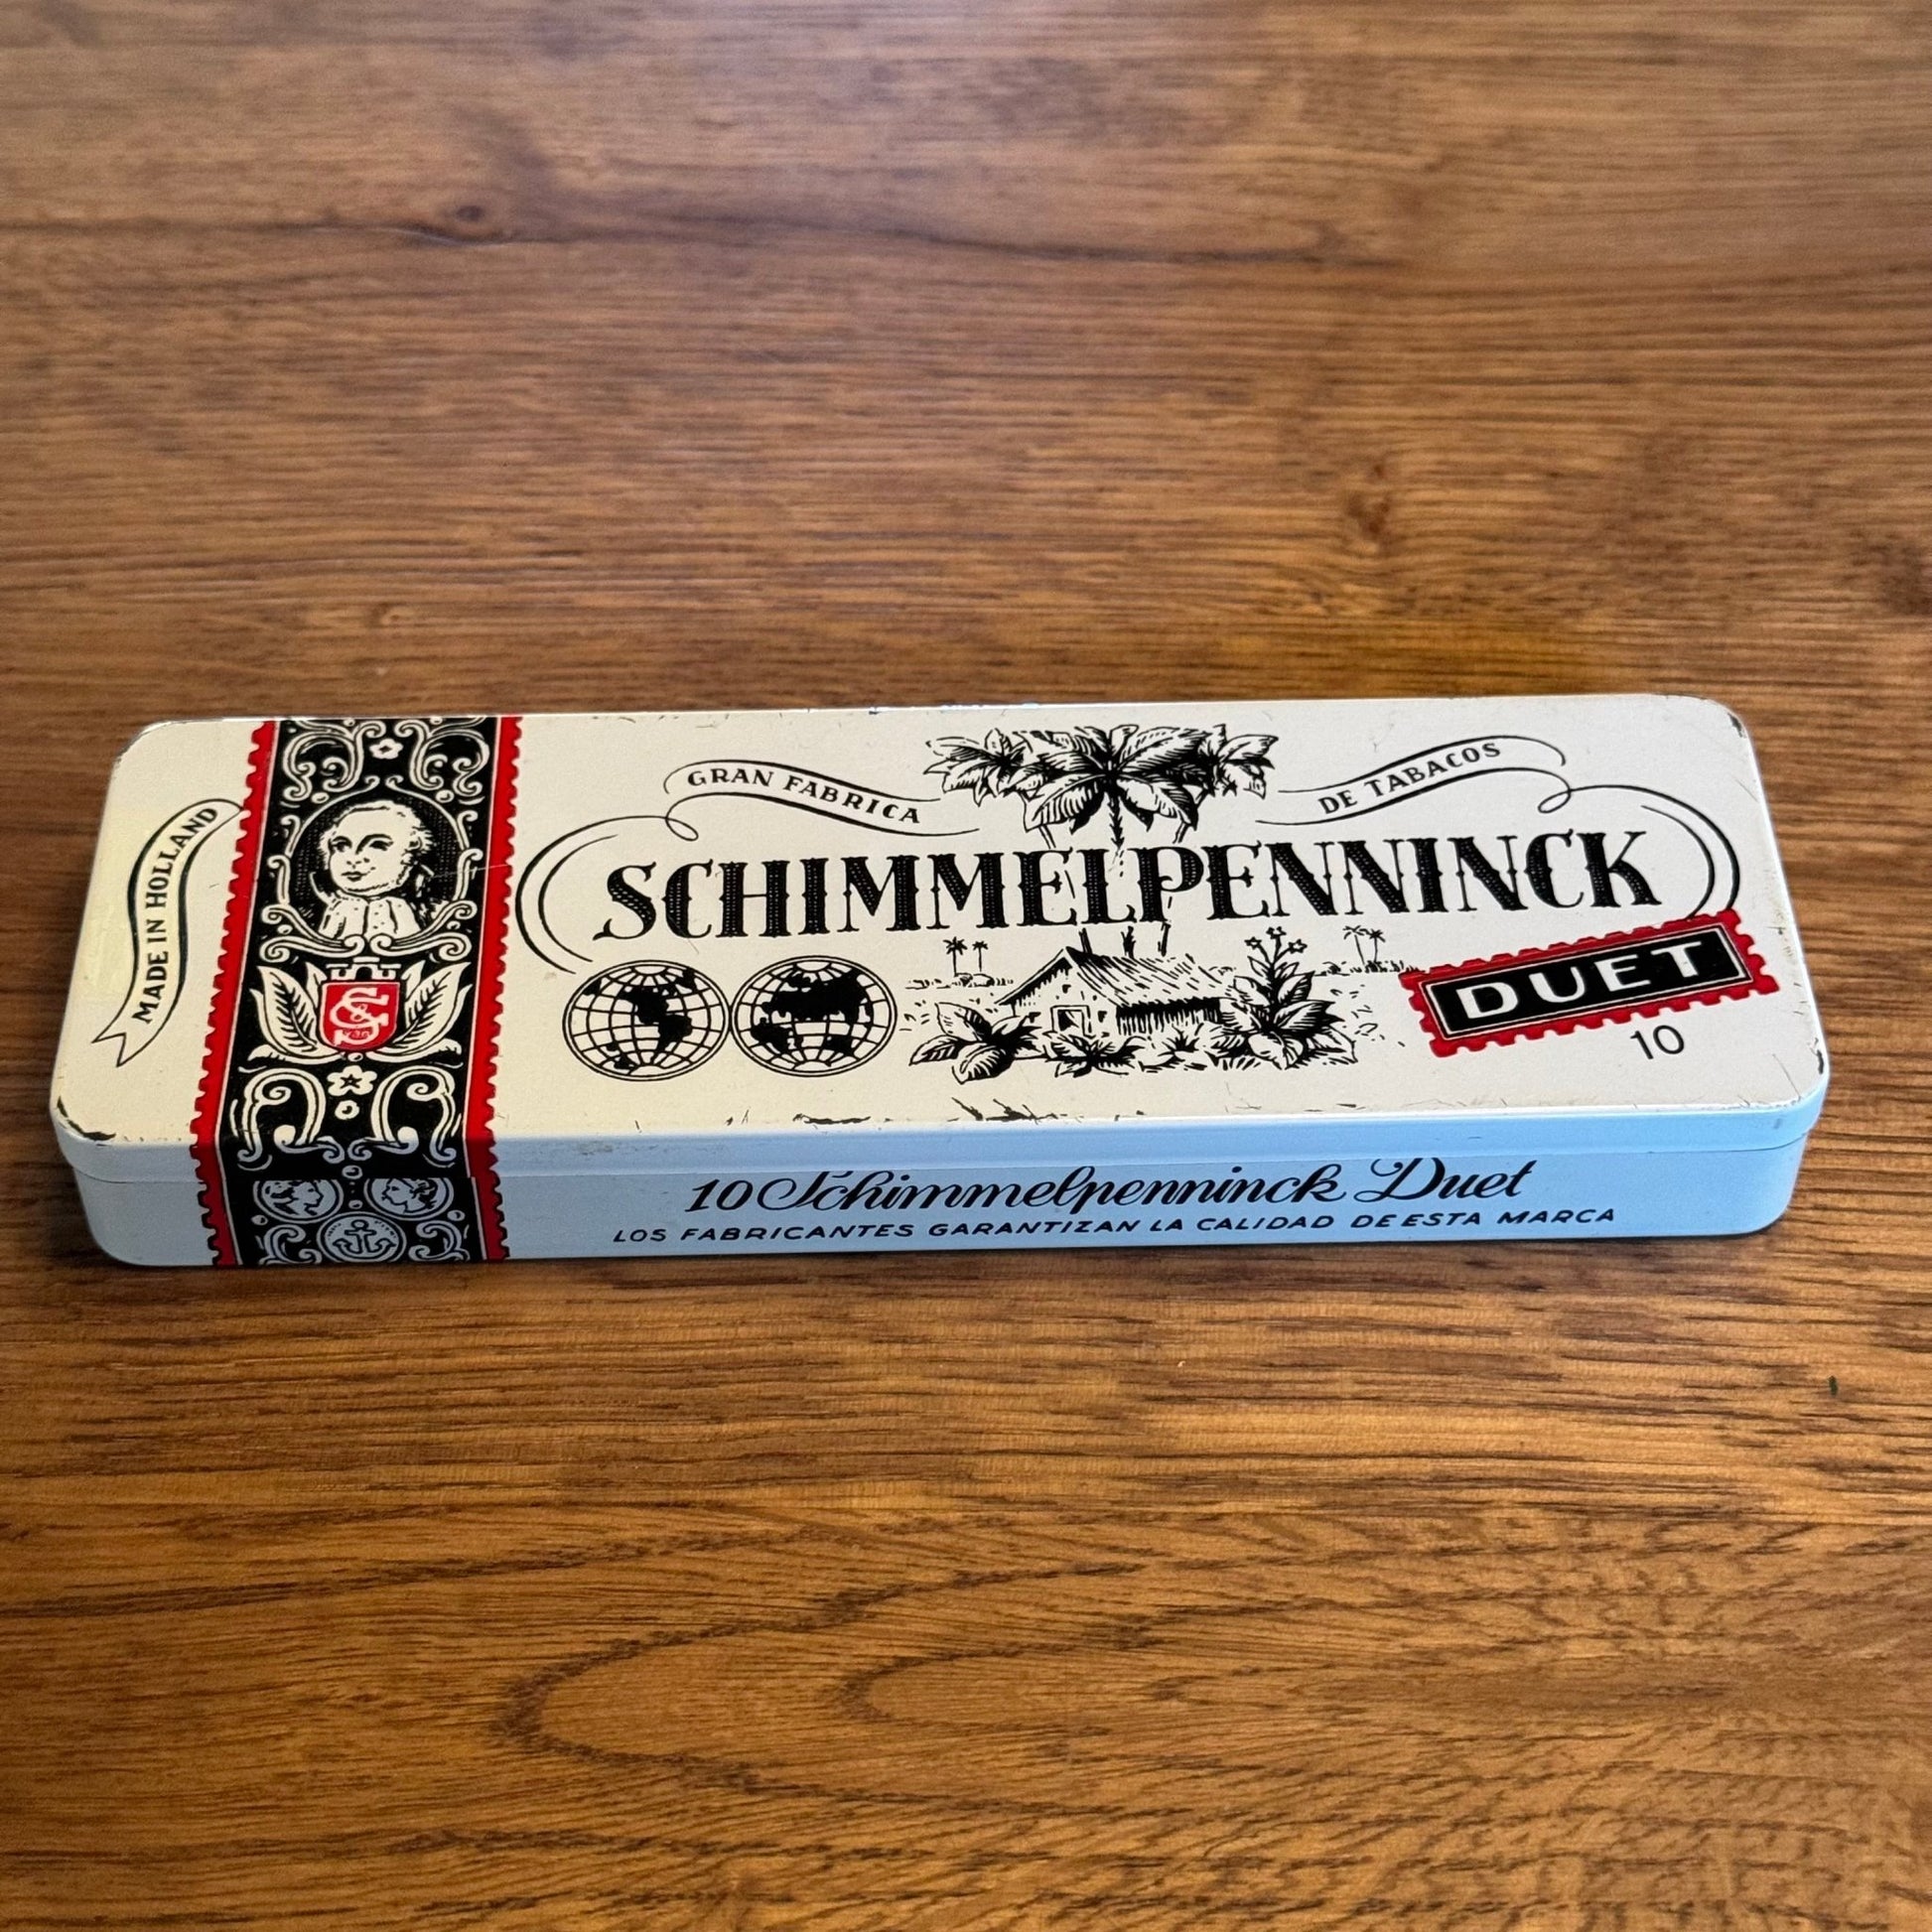 MADE IN HOLLAND
GRAN FABRICA
DE TABACOS
SCHIMMELPENNINCK
DUET
10
10 Schimmelpenninck Duet
LOS FABRICANTES GARANTIZAN LA CALIDAD DE ESTA MARCA